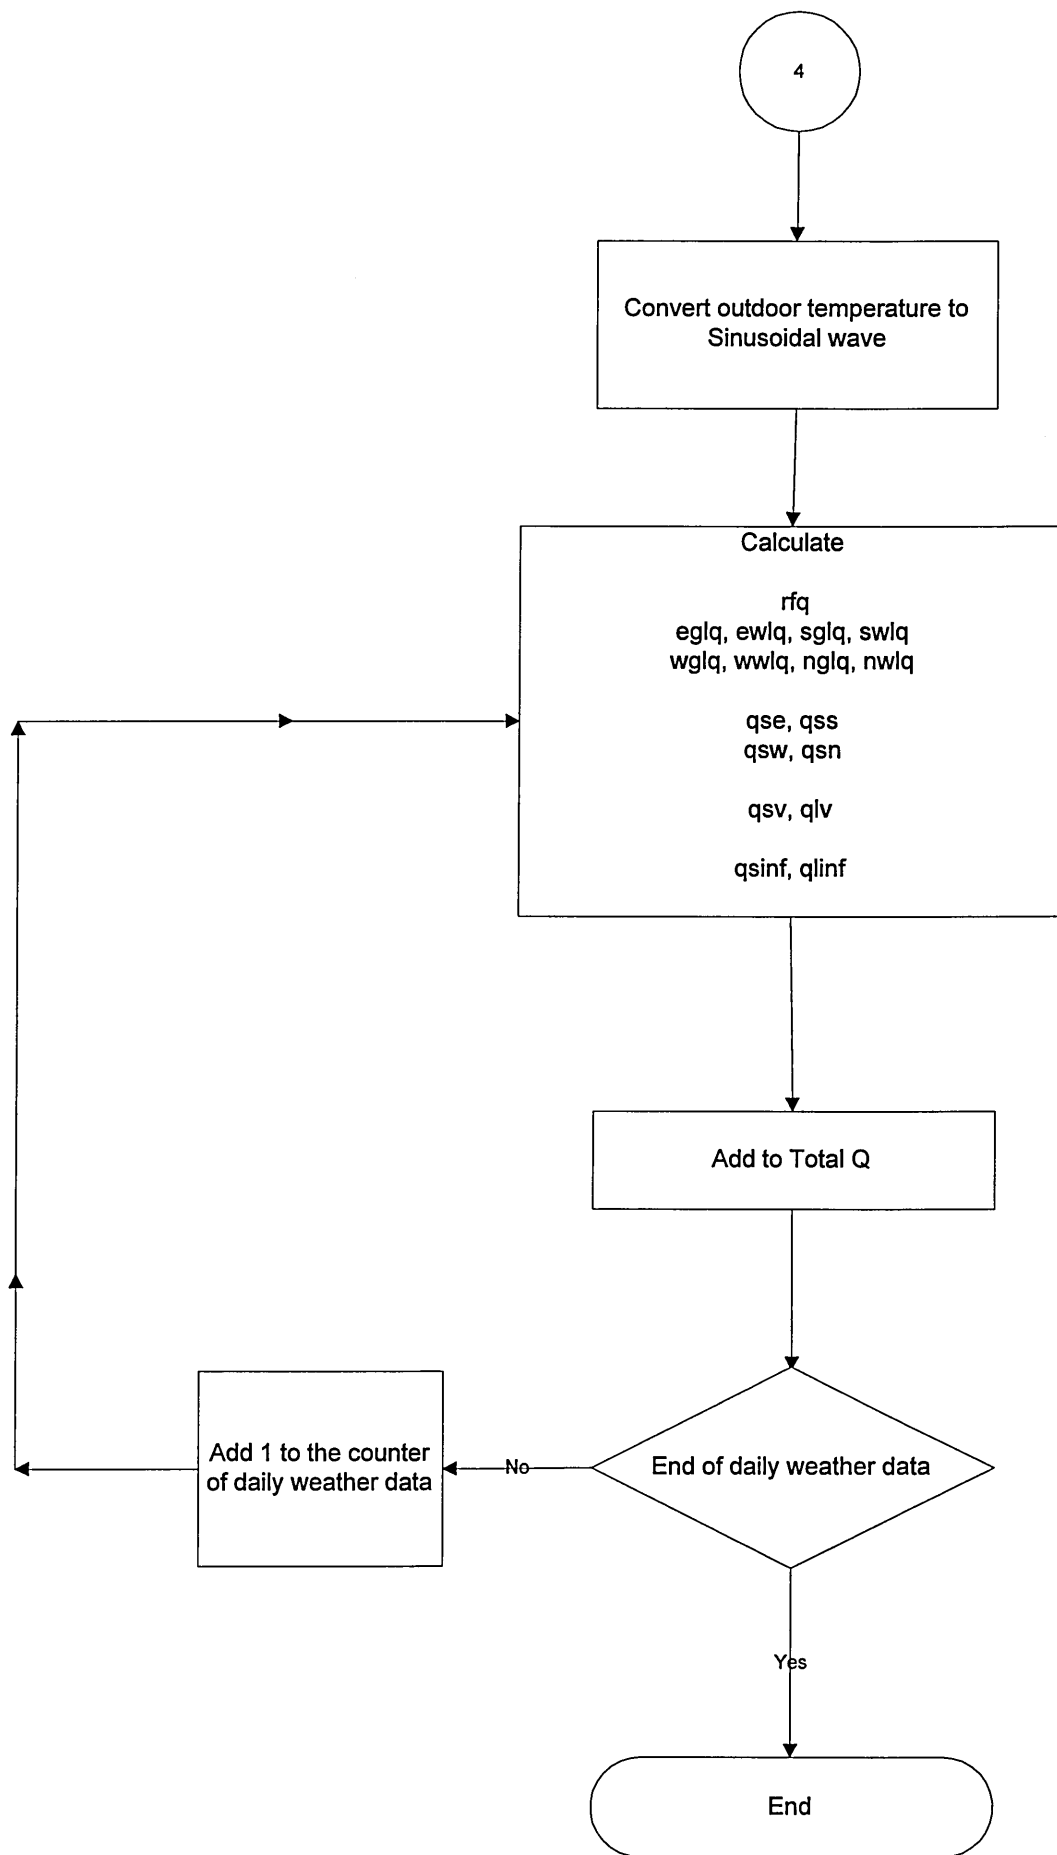 4
Convert outdoor temperature to
Sinusoidal wave
Calculate
rfq
eglq, ewlq, sglq, swlq
wglq, wwlq, nglq, nwlq
qse, qss
qsw, qsn
qsv, qlv
qsinf, qlinf
Add to Total Q
End of daily weather data
No
Add 1 to the counter
of daily weather data
Yes
End